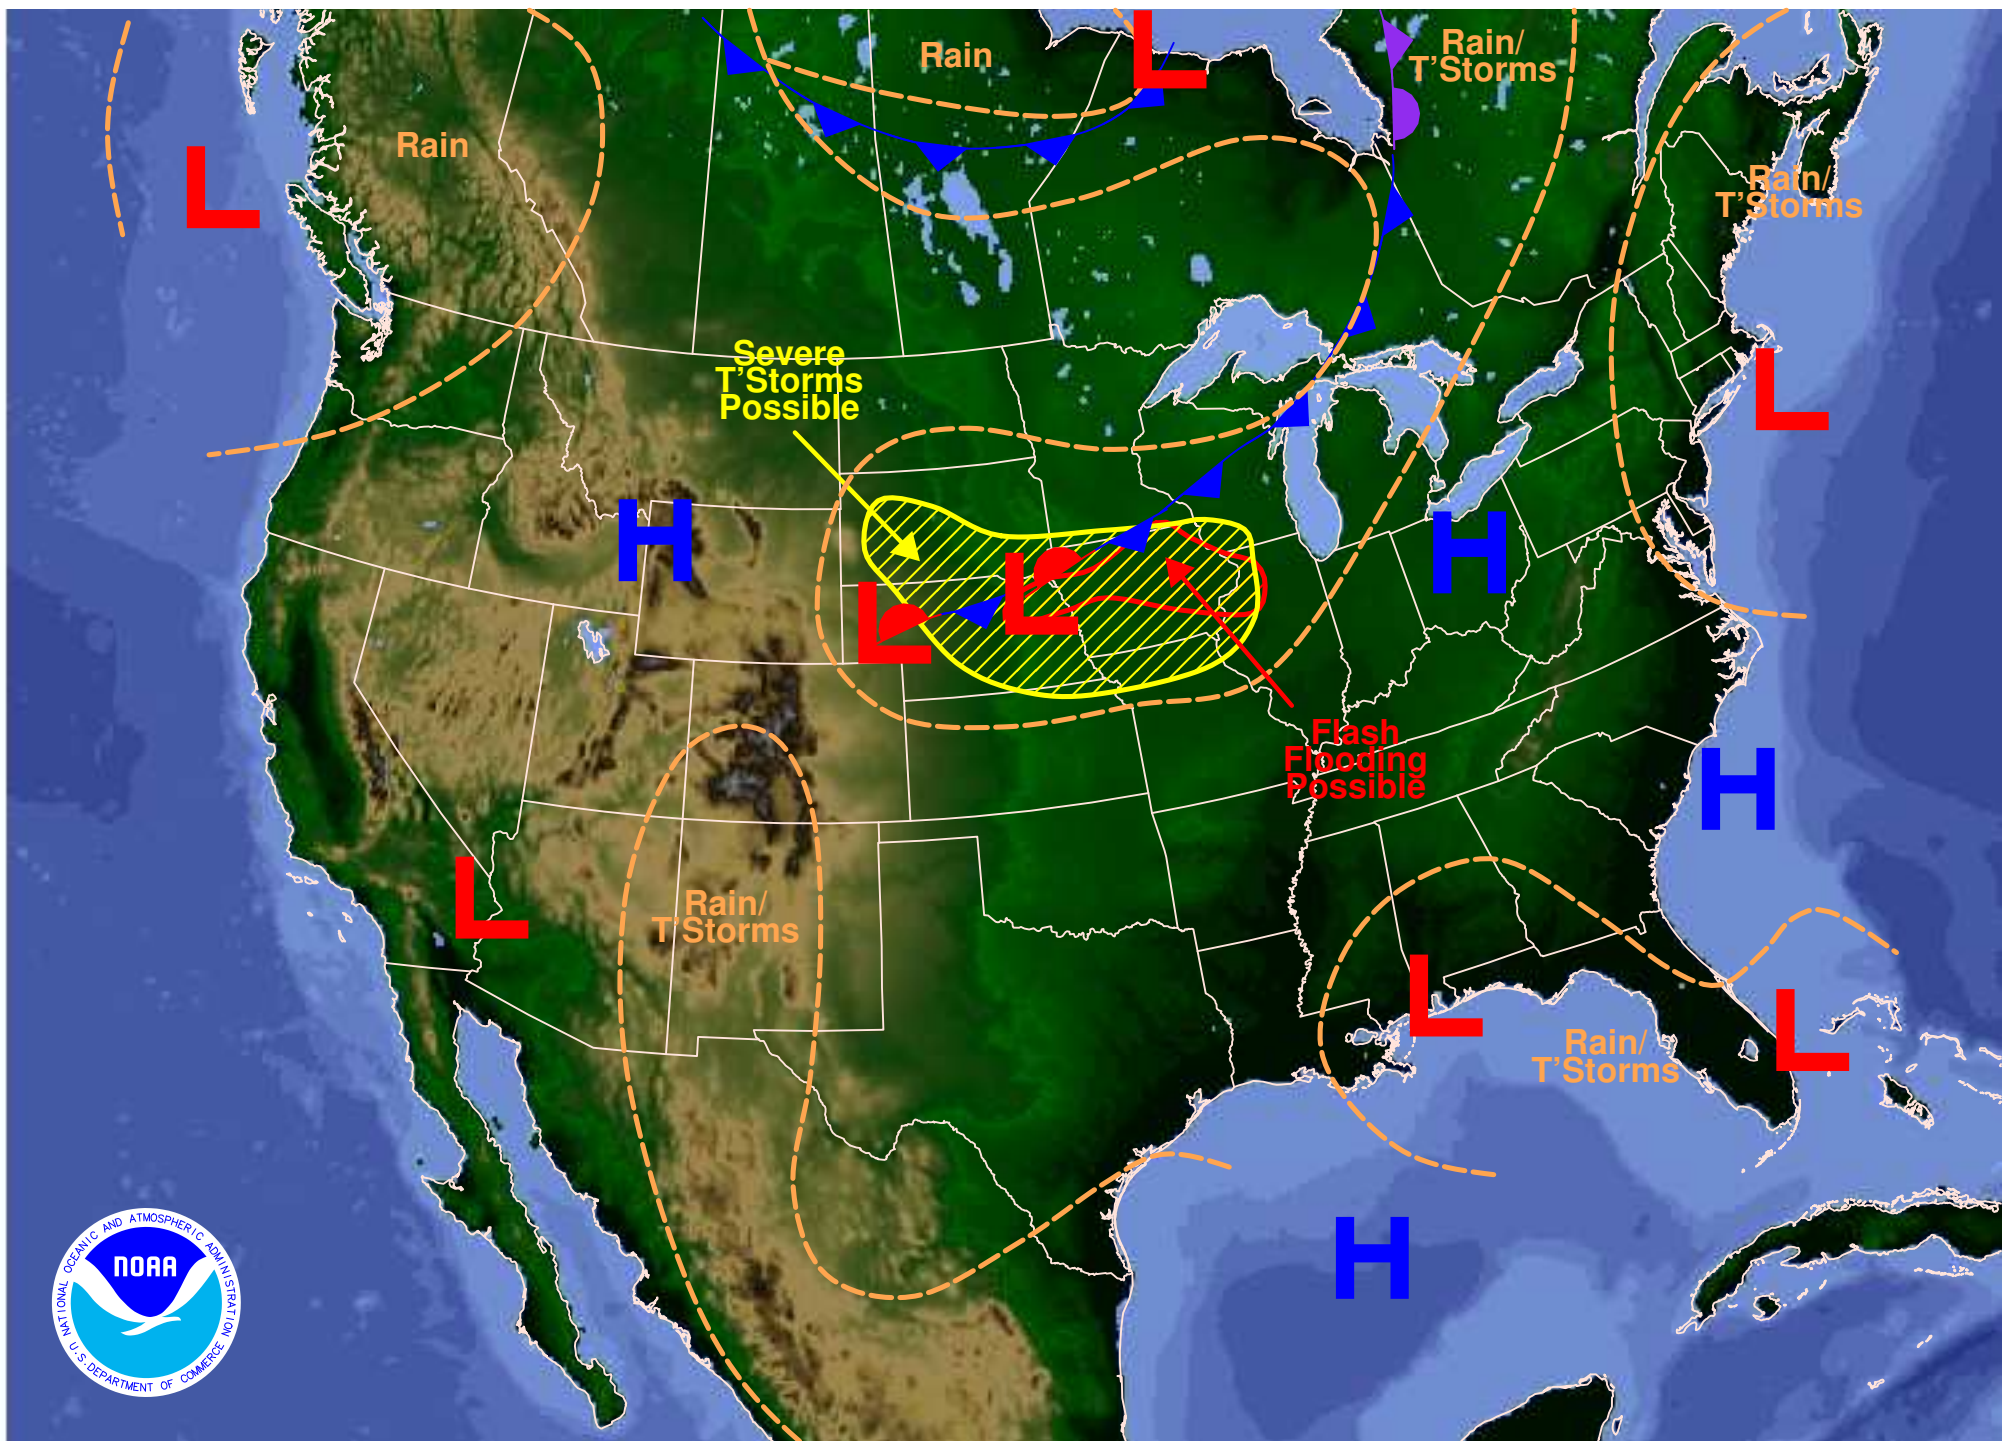 Rain
Rain/
T'Storms
L
Rain
L
Rain/
T'Storms
Severe
T'Storms
Possible
L
H
H
L
L
Flash
Flooding
Possible
H
L
Rain/
T'Storms
L
L
Rain/
T'Storms
H
NATIONAL OCEANIC AND ATMOSPHERIC ADMINISTRATION
NOAA
U.S. DEPARTMENT OF COMMERCE